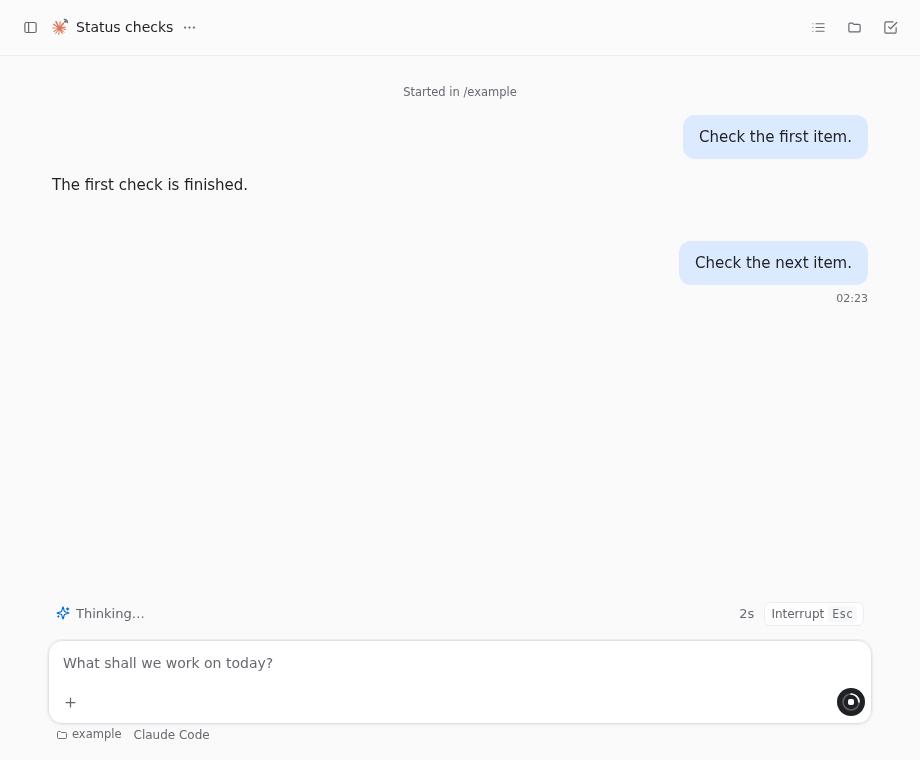 Status checks
Started in /example
Check the first item.
The first check is finished.
Check the next item.
02:23
Thinking…
2s Interrupt Esc
What shall we work on today?
example Claude Code